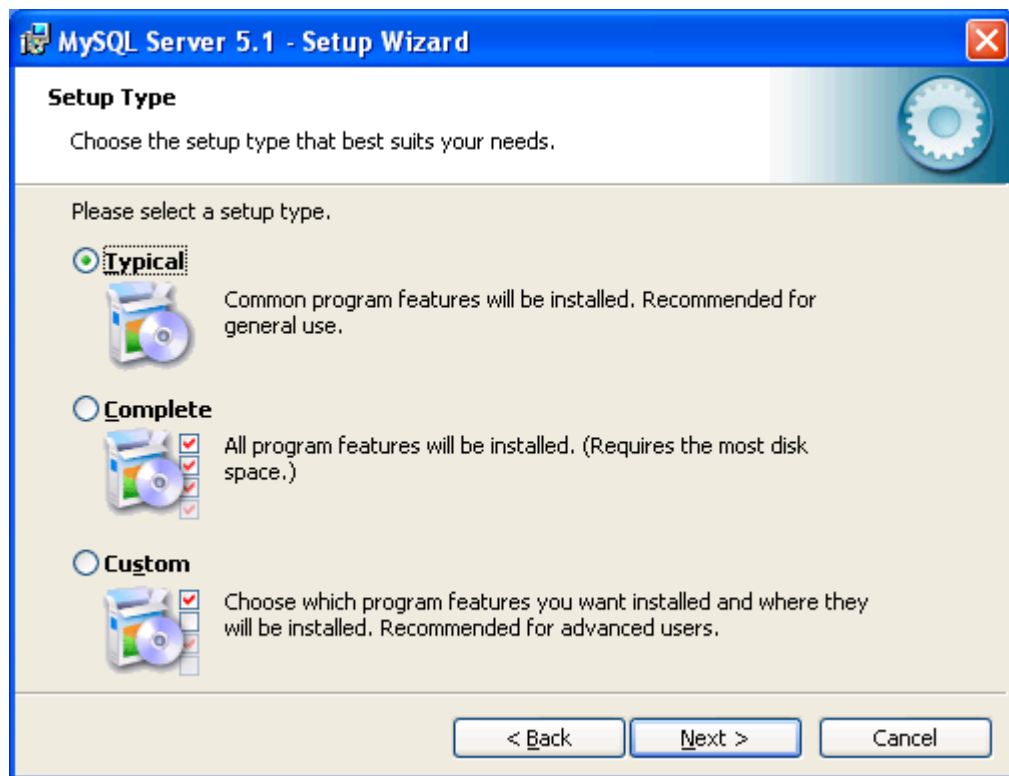 MySQL Server 5.1 - Setup Wizard
Setup Type
Choose the setup type that best suits your needs.
Please select a setup type.
Typical
Common program features will be installed. Recommended for
general use.
Complete
All program features will be installed. (Requires the most disk
space.)
Custom
Choose which program features you want installed and where they
will be installed. Recommended for advanced users.
< Back
Next >
Cancel